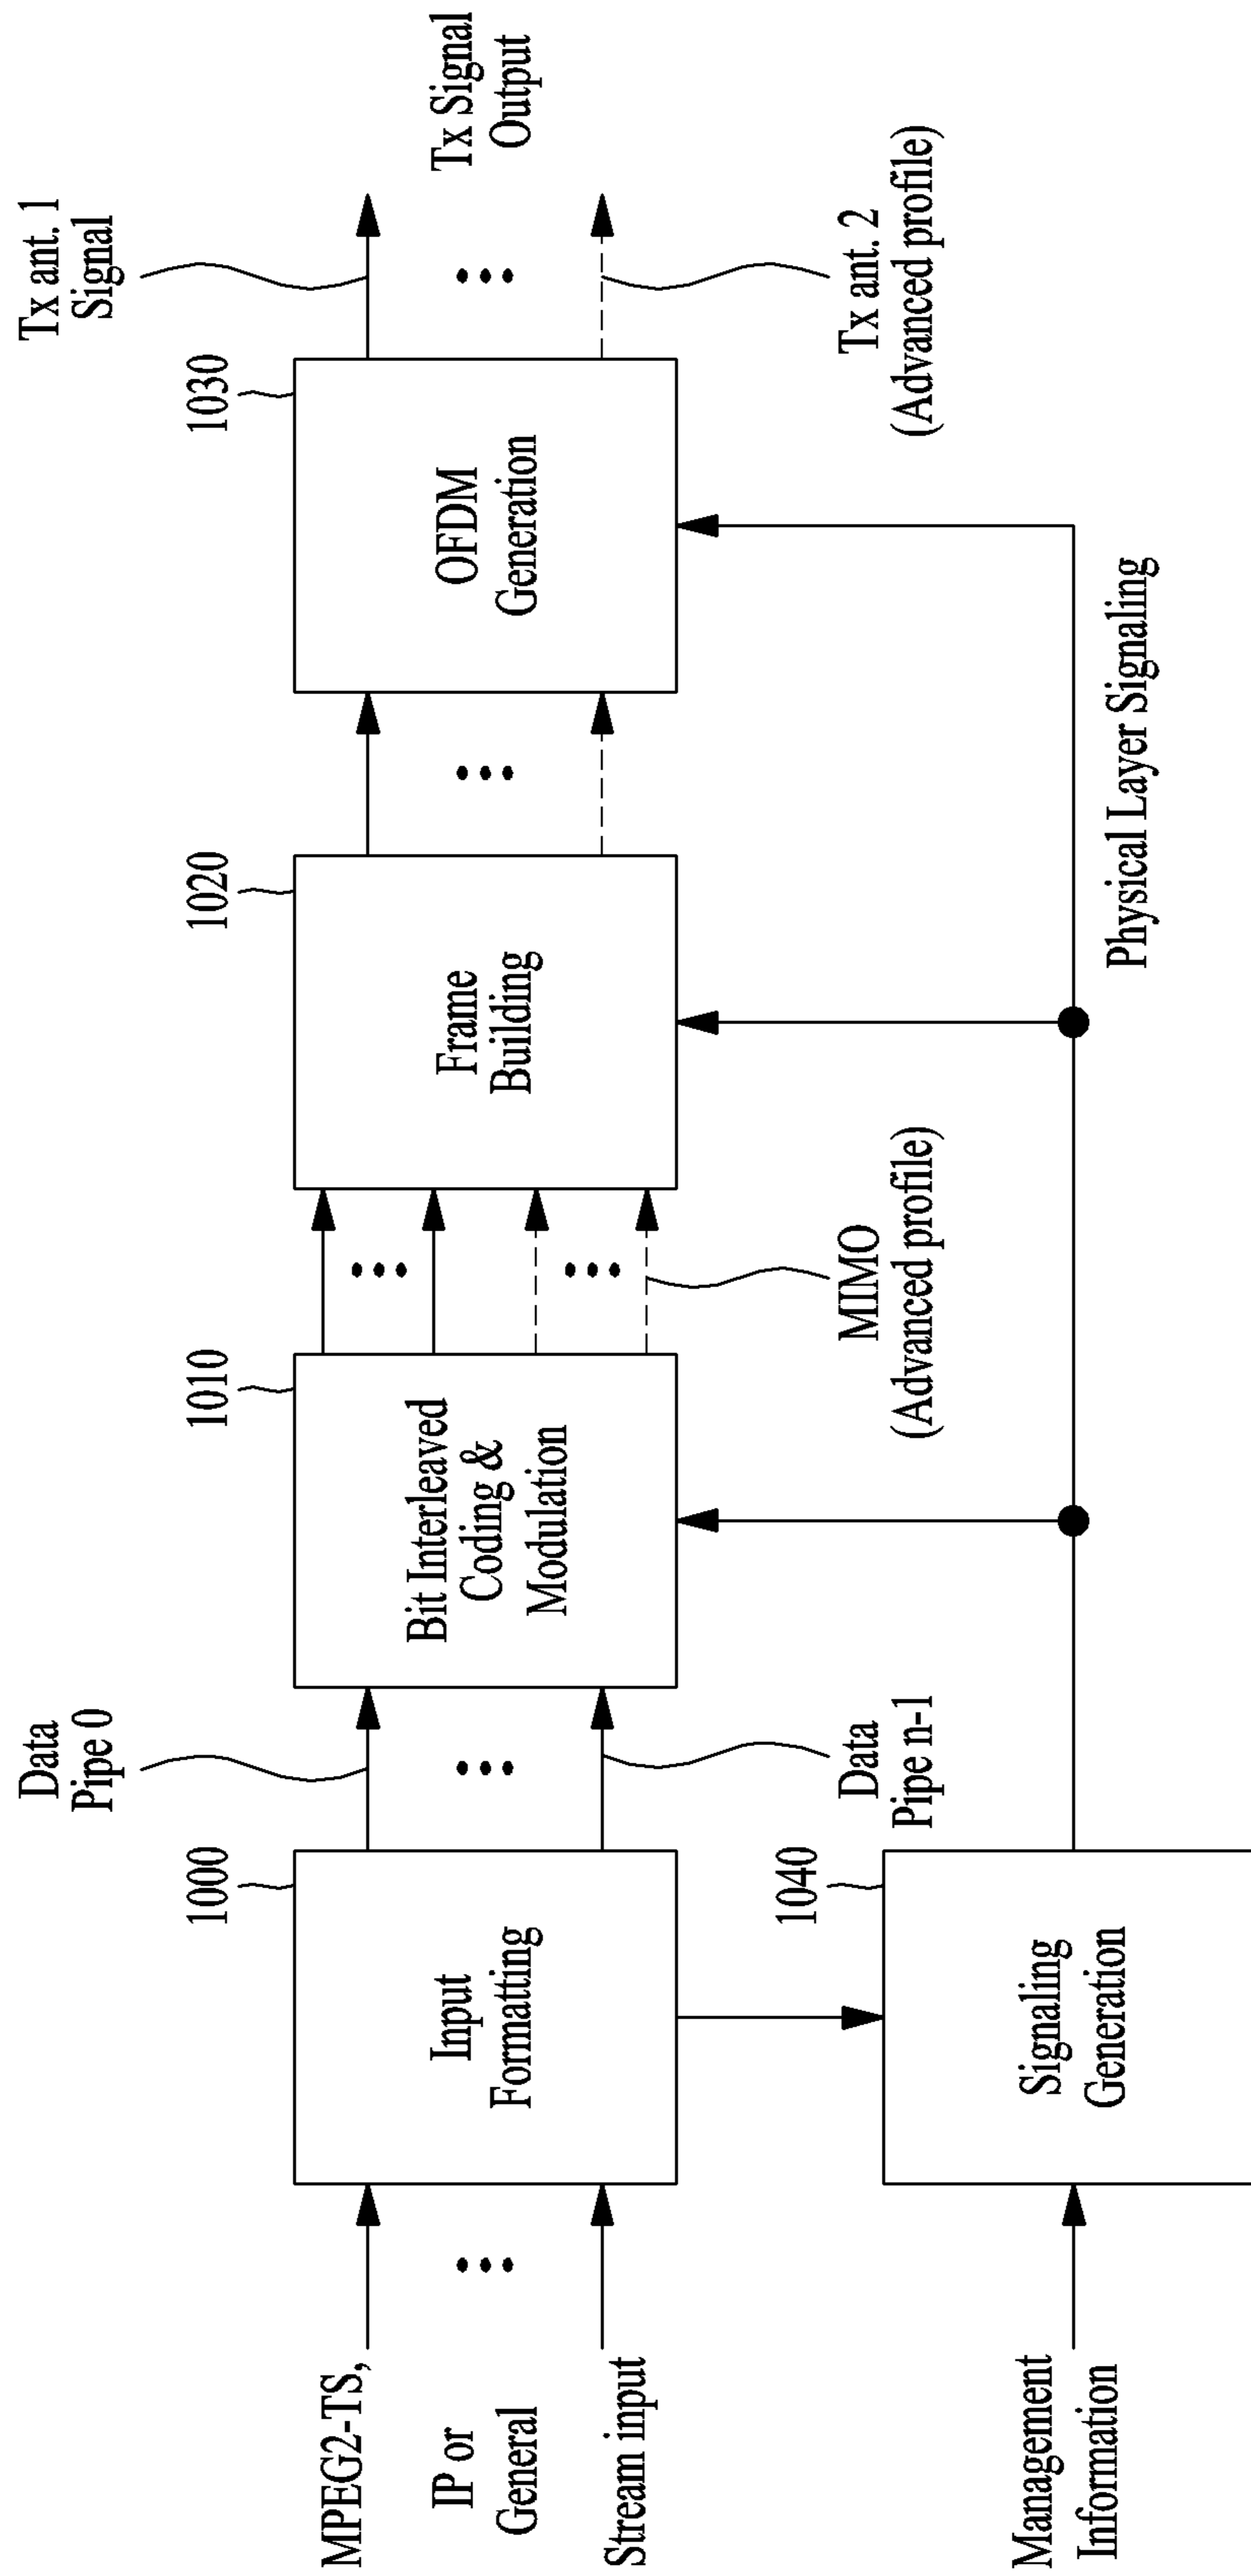 MPEG2-TS,
IP or
General
Stream input
Management
Information
1000
Input
Formatting
1040
Signaling
Generation
Data
Pipe 0
Data
Pipe n-1
1010
Bit Interleaved
Coding &
Modulation
MIMO
(Advanced profile)
1020
Frame
Building
Physical Layer Signaling
1030
OFDM
Generation
Tx ant. 1
Signal
Tx ant. 2
(Advanced profile)
Tx Signal
Output